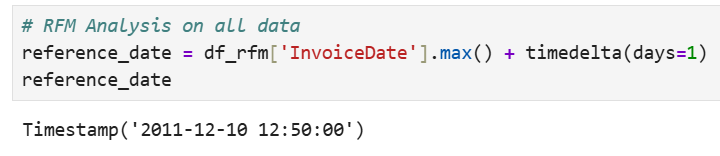 # RFM Analysis on all data
reference_date = df_rfm['InvoiceDate'].max() + timedelta(days=1)
reference_date
Timestamp('2011-12-10 12:50:00')